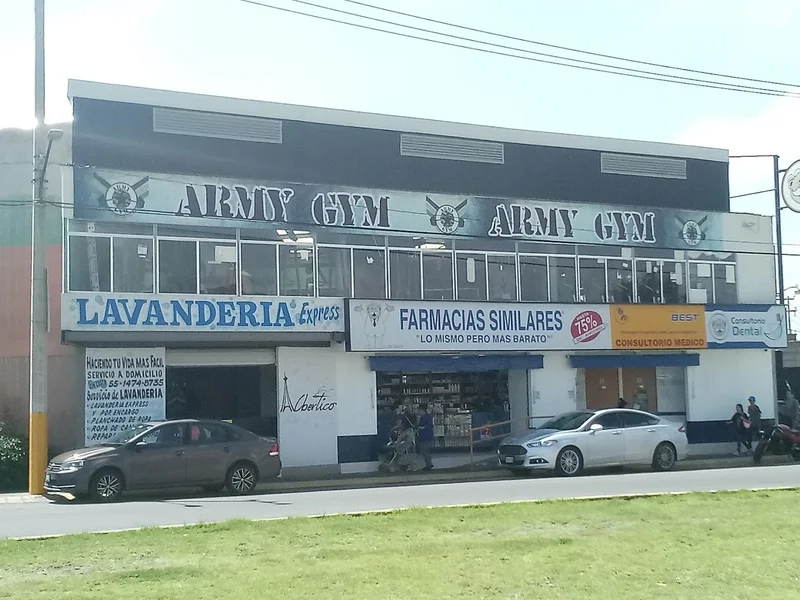 ARMY GYM
ARMY GYM
LAVANDERIA Express
FARMACIAS SIMILARES
"LO MISMO PERO MAS BARATO"
75%
BEST
CONSULTORIO MEDICO
Consultorio
Dental
HACIENDO TU VIDA MAS FACIL
SERVICIO A DOMICILIO
55-1474-8735
Servicio de LAVANDERIA
-LAVANDERIA EXPRESS
Y POR ENCARGO
-PLANCHADO DE ROPA